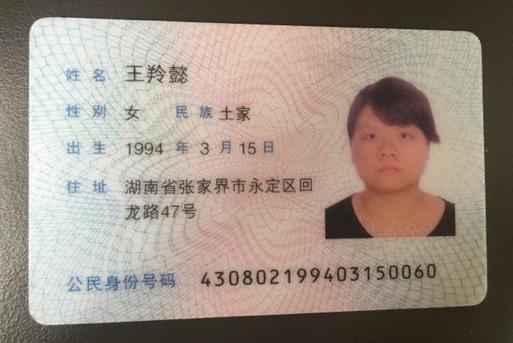 姓名 王羚懿
性别 女 民族 土家
出生 1994 年 3 月 15 日
住址 湖南省张家界市永定区回
龙路47号
公民身份号码 430802199403150060